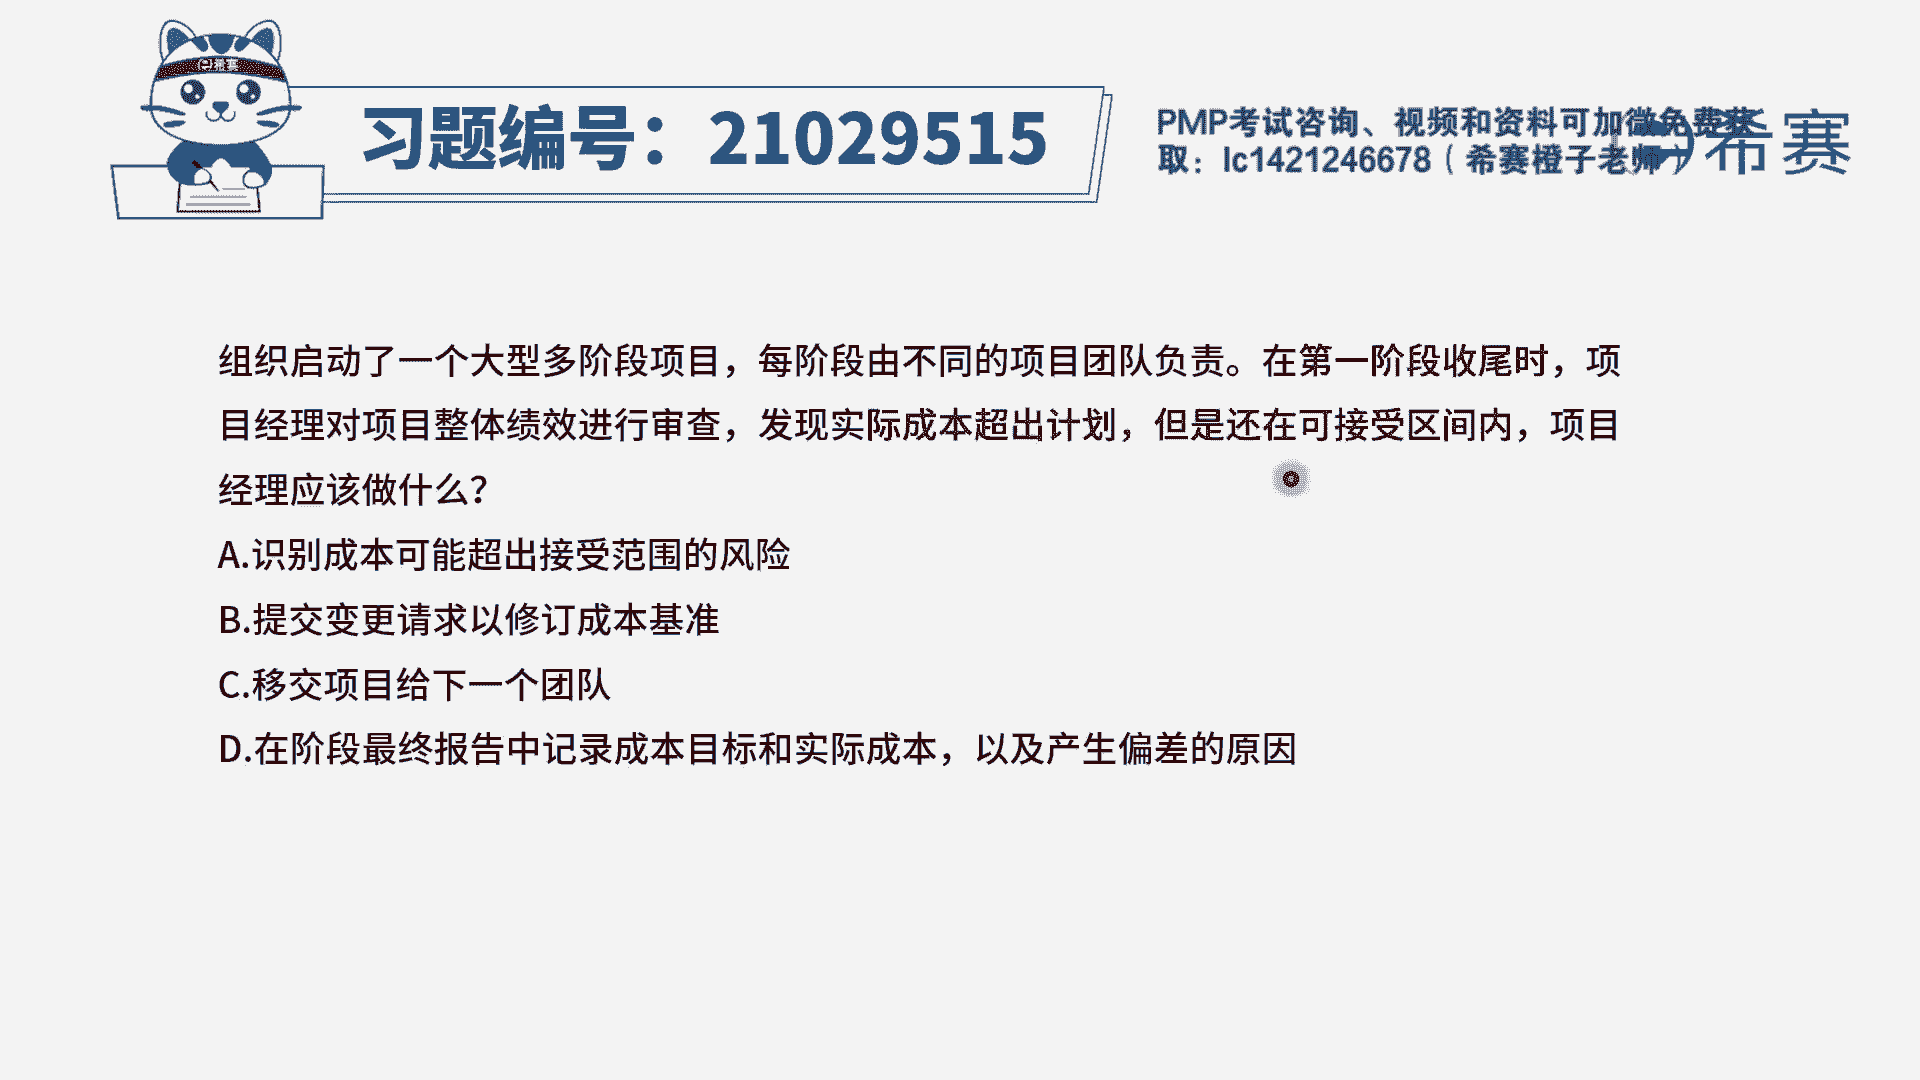 希赛
习题编号：21029515
PMP考试咨询、视频和资料可加微免费获
取：lc1421246678（希赛橙子老师）
希赛
组织启动了一个大型多阶段项目，每阶段由不同的项目团队负责。在第一阶段收尾时，项
目经理对项目整体绩效进行审查，发现实际成本超出计划，但是还在可接受区间内，项目
经理应该做什么？
A.识别成本可能超出接受范围的风险
B.提交变更请求以修订成本基准
C.移交项目给下一个团队
D.在阶段最终报告中记录成本目标和实际成本，以及产生偏差的原因